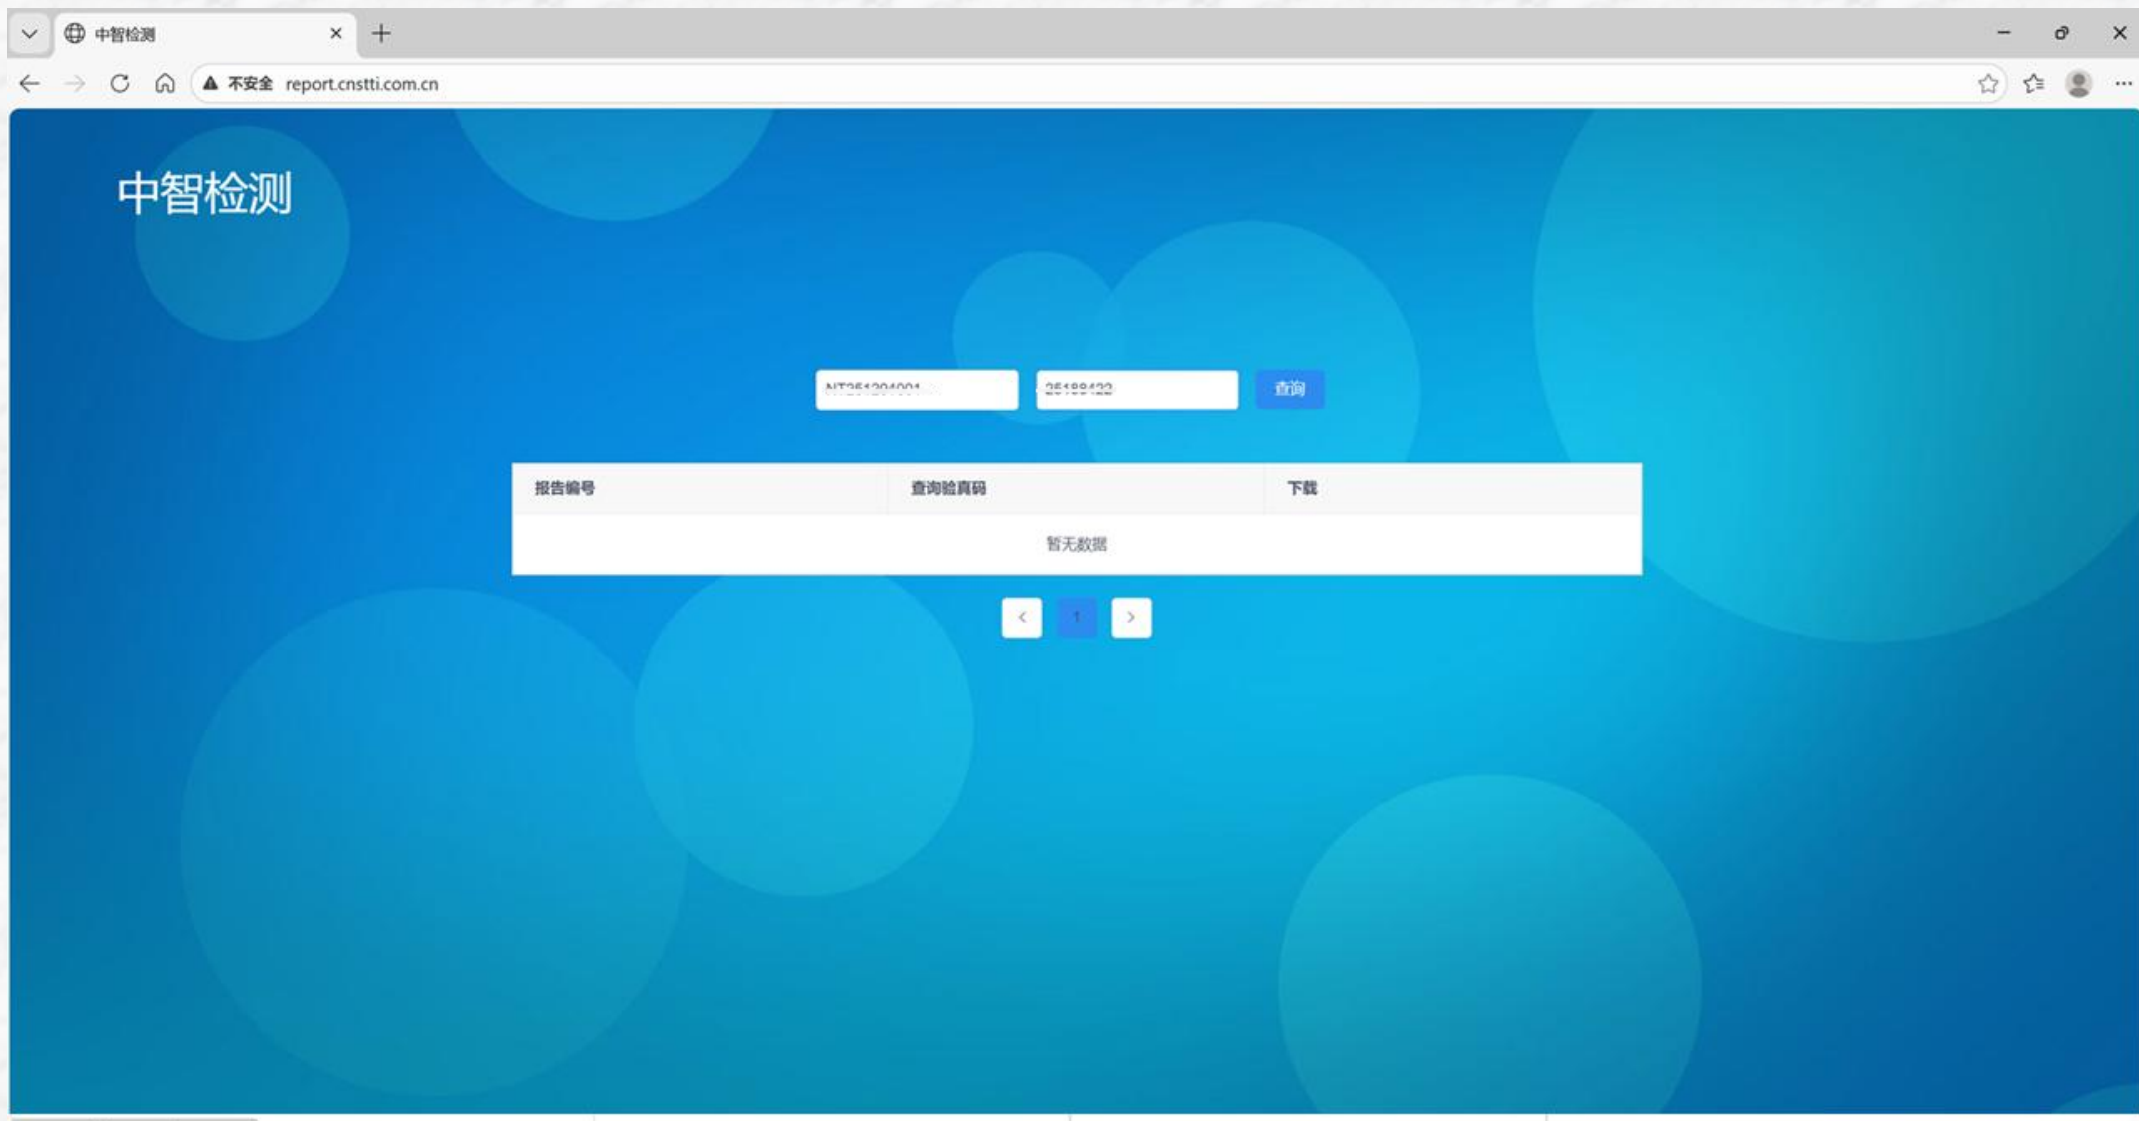 中智检测
不安全 report.cnstti.com.cn
中智检测
查询
报告编号 查询验真码 下载
暂无数据
1